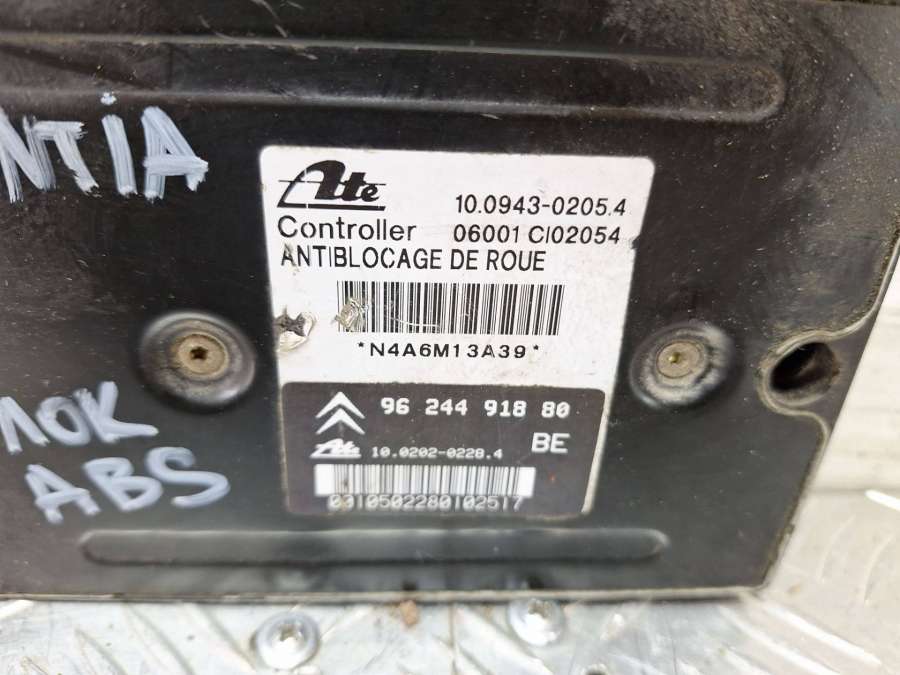 NTIA
Ate
10.0943-0205.4
Controller 06001 CI02054
ANTIBLOCAGE DE ROUE
*N4A6M13A39*
96 244 918 80
BE
Ate 10.0202-0228.4
0310502280102517
ЛОК
ABS